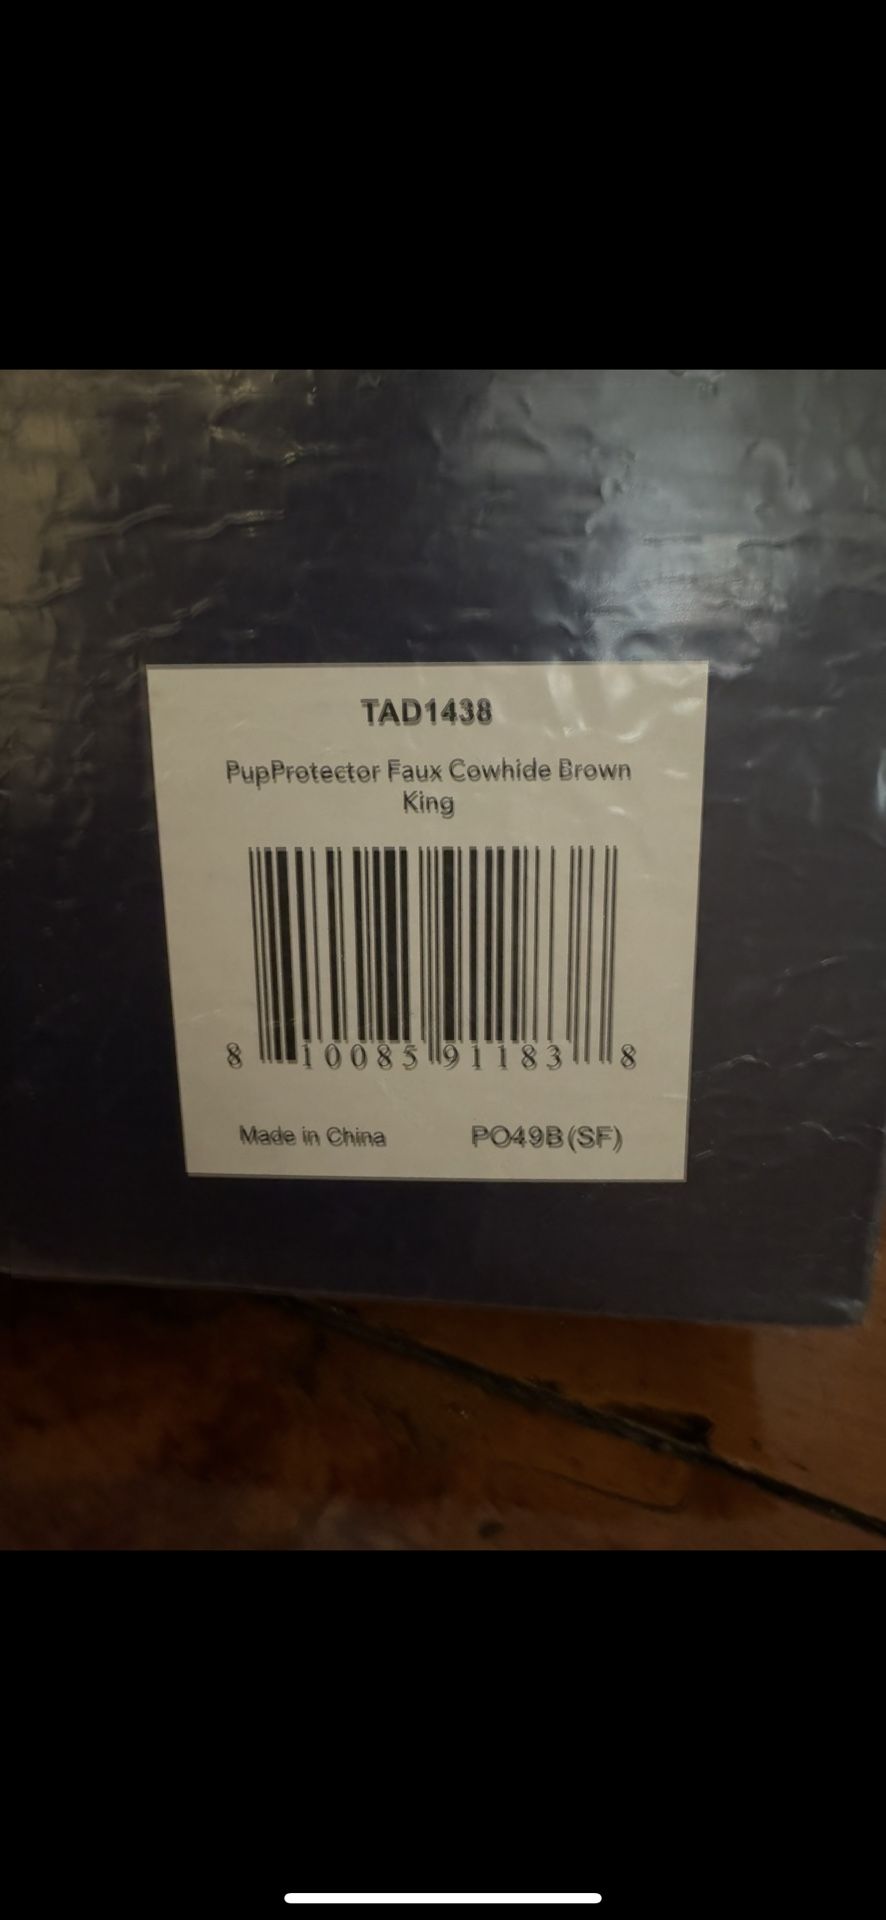 TAD1438
PupProtector Faux Cowhide Brown
King
8 10085 91183 8
Made in China PO49B(SF)